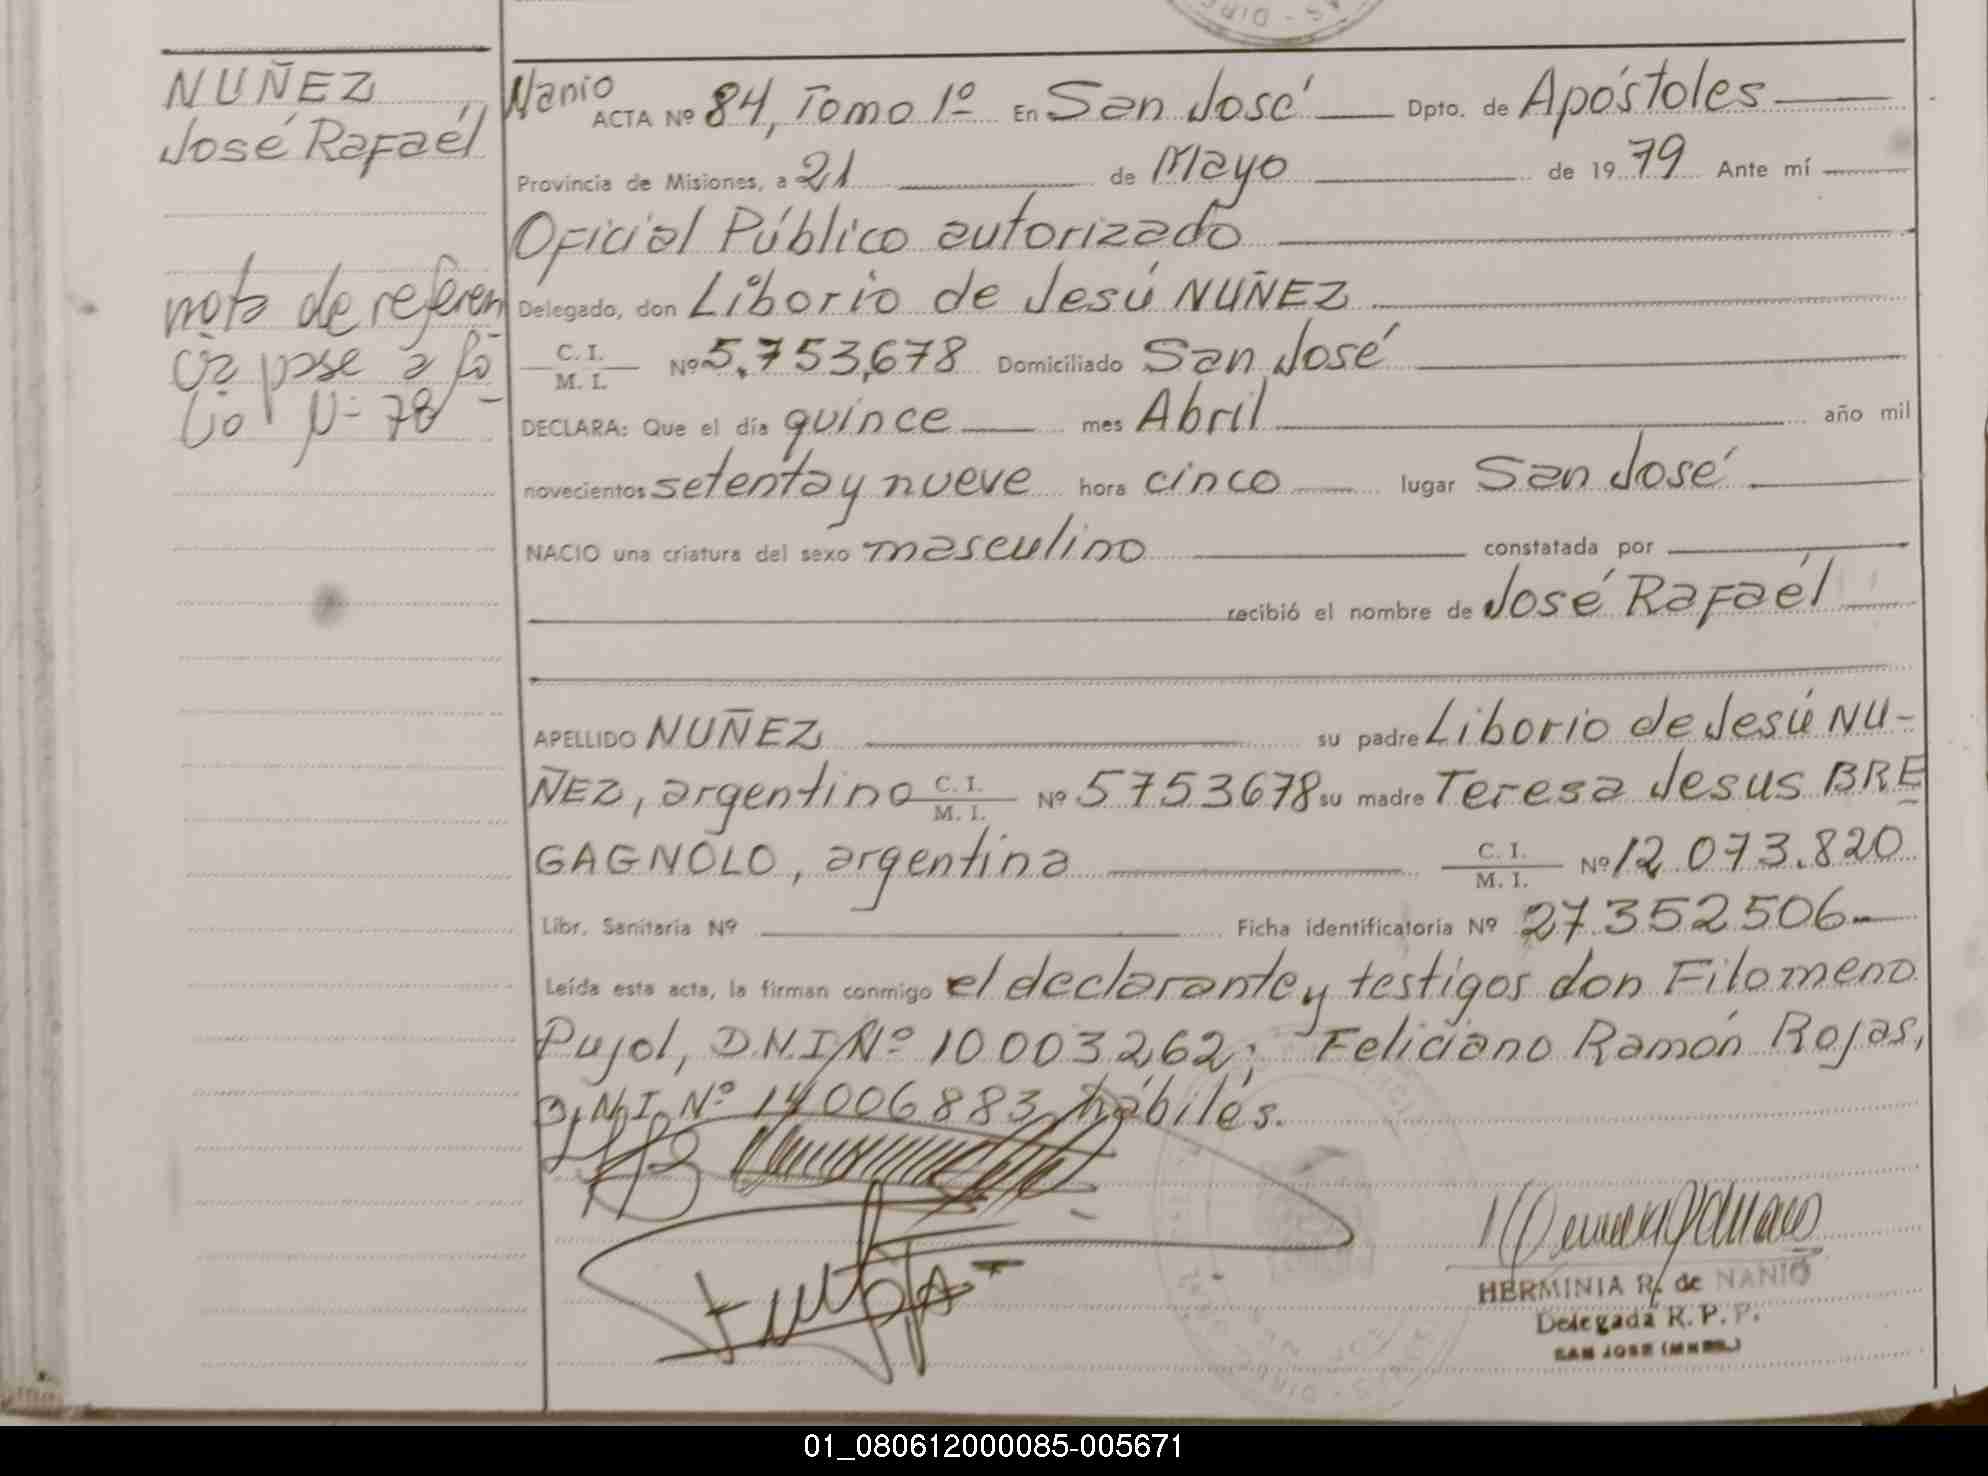 NUÑEZ
José Rafaél
nota de referen
cia pase a fo
lio Nº 78
Nanio
ACTA Nº 84, Tomo 1º En San José Dpto. de Apóstoles
Provincia de Misiones, a 21 de Mayo de 1979 Ante mí
Oficial Público autorizado
Delegado, don Liborio de Jesú NUÑEZ
C. I.
M. I. Nº 5.753,678 Domiciliado San José
DECLARA: Que el día quince mes Abril año mil
novecientos setenta y nueve hora cinco lugar San José
NACIO una criatura del sexo masculino constatada por
recibió el nombre de José Rafaél
APELLIDO NUÑEZ su padre Liborio de Jesú NU-
ÑEZ, argentino C. I. M. I. Nº 5753678 su madre Teresa Jesus BRE
GAGNOLO, argentina C. I. M. I. Nº 12.073.820
Libr. Sanitaria Nº Ficha identificatoria Nº 27352506
Leída esta acta, la firman conmigo el declarante y testigos don Filomeno
Pujol, D.N.I Nº 10003262; Feliciano Ramón Rojas,
D.N.I. Nº 14006883, hábiles.
HERMINIA R. de NANIO
Delegada R. P. P.
SAN JOSE (MNES.)
01_080612000085-005671